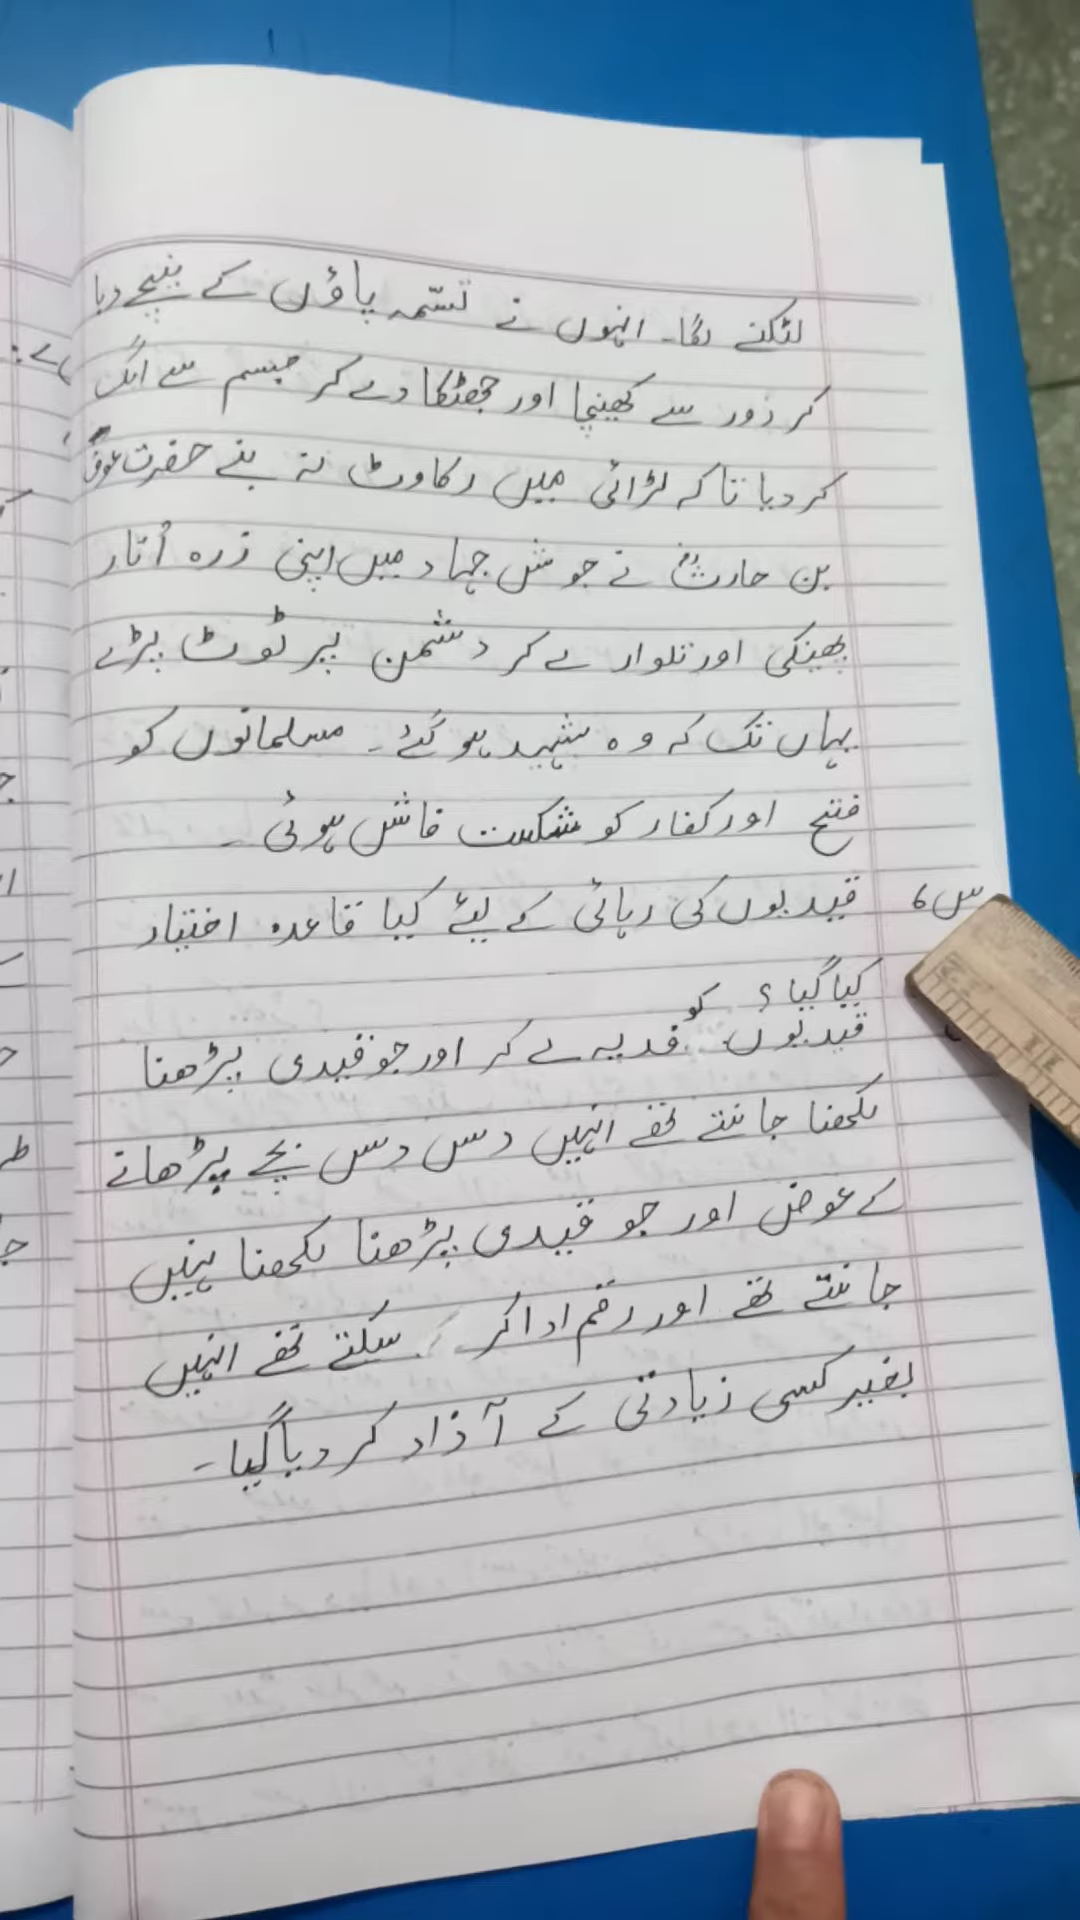 لٹکنے لگا۔ انہوں نے تسمّہ پاؤں کے نیچے دبا
کر زور سے کھینچا اور جھٹکا دے کر جسم سے الگ
کر دیا تاکہ لڑائی میں رکاوٹ نہ بنے حضرت عوفؓ
بن حارثؓ نے جوش جہاد میں اپنی زرہ اُتار
پھینکی اور تلوار لے کر دشمن پر ٹوٹ پڑے
یہاں تک کہ وہ شہید ہو گئے۔ مسلمانوں کو
فتح اور کفار کو شکست فاش ہوئی۔
س6 قیدیوں کی رہائی کے لیئے کیا قاعدہ اختیار
کیا گیا؟
قیدیوں کو فدیہ لے کر اور جو قیدی پڑھنا
لکھنا جانتے تھے انہیں دس دس بچے پڑھانے
کے عوض اور جو قیدی پڑھنا لکھنا نہیں
جانتے تھے اور رقم ادا کر سکتے تھے انہیں
بغیر کسی زیادتی کے آزاد کر دیا گیا۔